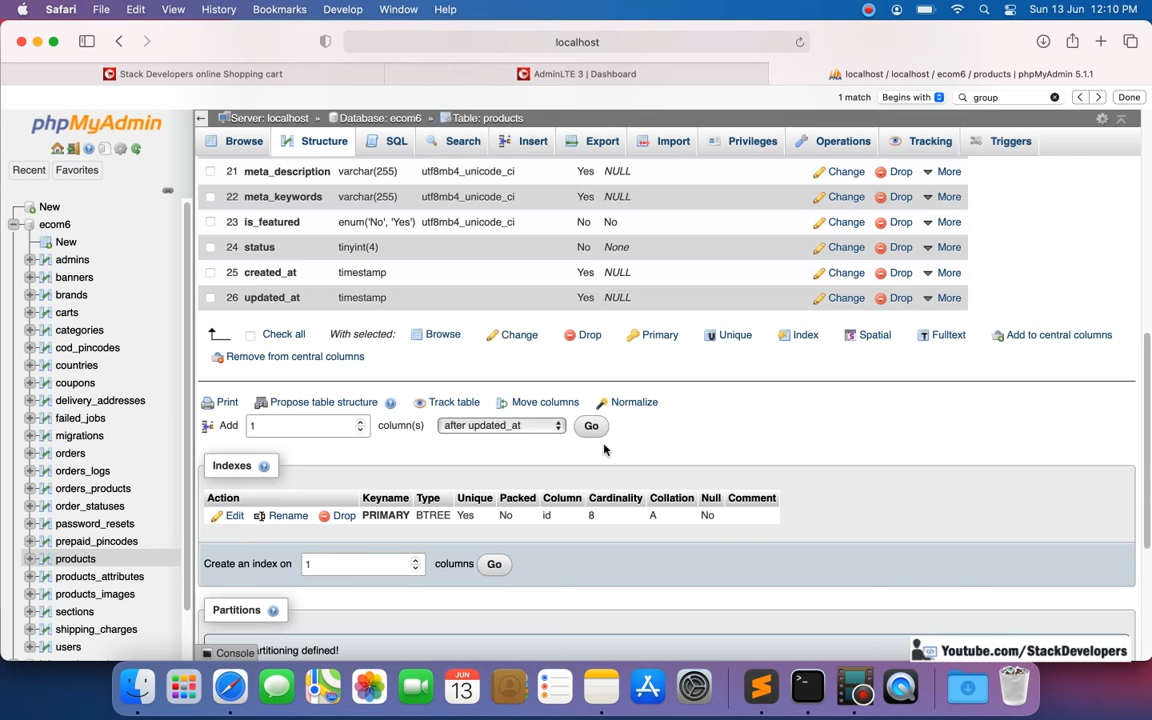 Safari File Edit View History Bookmarks Develop Window Help Sun 13 Jun 12:10 PM
localhost
Stack Developers online Shopping cart AdminLTE 3 | Dashboard localhost / localhost / ecom6 / products | phpMyAdmin 5.1.1
1 match Begins with group Done
phpMyAdmin
Recent Favorites
New
ecom6
New
admins
banners
brands
carts
categories
cod_pincodes
countries
coupons
delivery_addresses
failed_jobs
migrations
orders
orders_logs
orders_products
order_statuses
password_resets
prepaid_pincodes
products
products_attributes
products_images
sections
shipping_charges
users
Server: localhost » Database: ecom6 » Table: products
Browse Structure SQL Search Insert Export Import Privileges Operations Tracking Triggers
21 meta_description varchar(255) utf8mb4_unicode_ci Yes NULL Change Drop More
22 meta_keywords varchar(255) utf8mb4_unicode_ci Yes NULL Change Drop More
23 is_featured enum('No', 'Yes') utf8mb4_unicode_ci No No Change Drop More
24 status tinyint(4) No None Change Drop More
25 created_at timestamp Yes NULL Change Drop More
26 updated_at timestamp Yes NULL Change Drop More
Check all With selected: Browse Change Drop Primary Unique Index Spatial Fulltext Add to central columns
Remove from central columns
Print Propose table structure Track table Move columns Normalize
Add 1 column(s) after updated_at Go
Indexes
Action Keyname Type Unique Packed Column Cardinality Collation Null Comment
Edit Rename Drop PRIMARY BTREE Yes No id 8 A No
Create an index on 1 columns Go
Partitions
Console artitioning defined!
Youtube.com/StackDevelopers
JUN
13